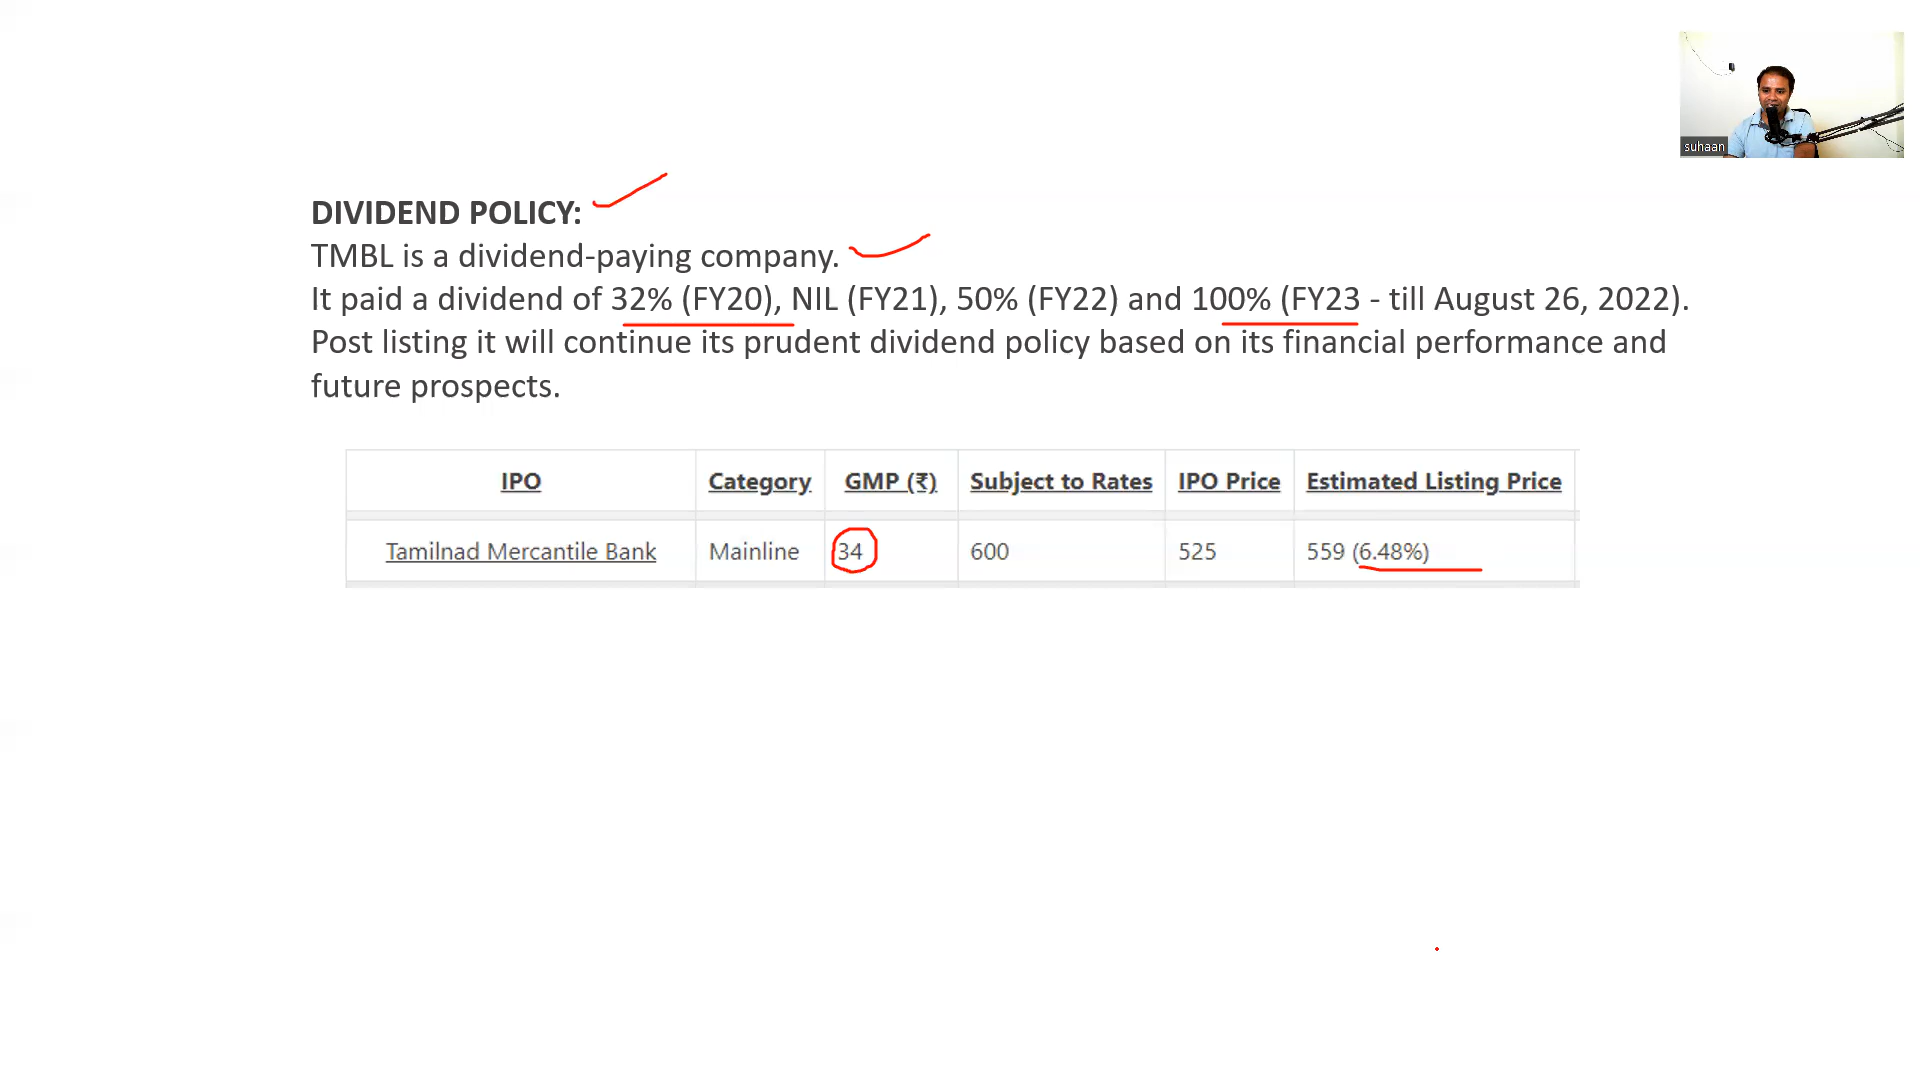 suhaan
DIVIDEND POLICY:
TMBL is a dividend-paying company.
It paid a dividend of 32% (FY20), NIL (FY21), 50% (FY22) and 100% (FY23 - till August 26, 2022).
Post listing it will continue its prudent dividend policy based on its financial performance and
future prospects.
IPO Category GMP (₹) Subject to Rates IPO Price Estimated Listing Price
Tamilnad Mercantile Bank Mainline 34 600 525 559 (6.48%)